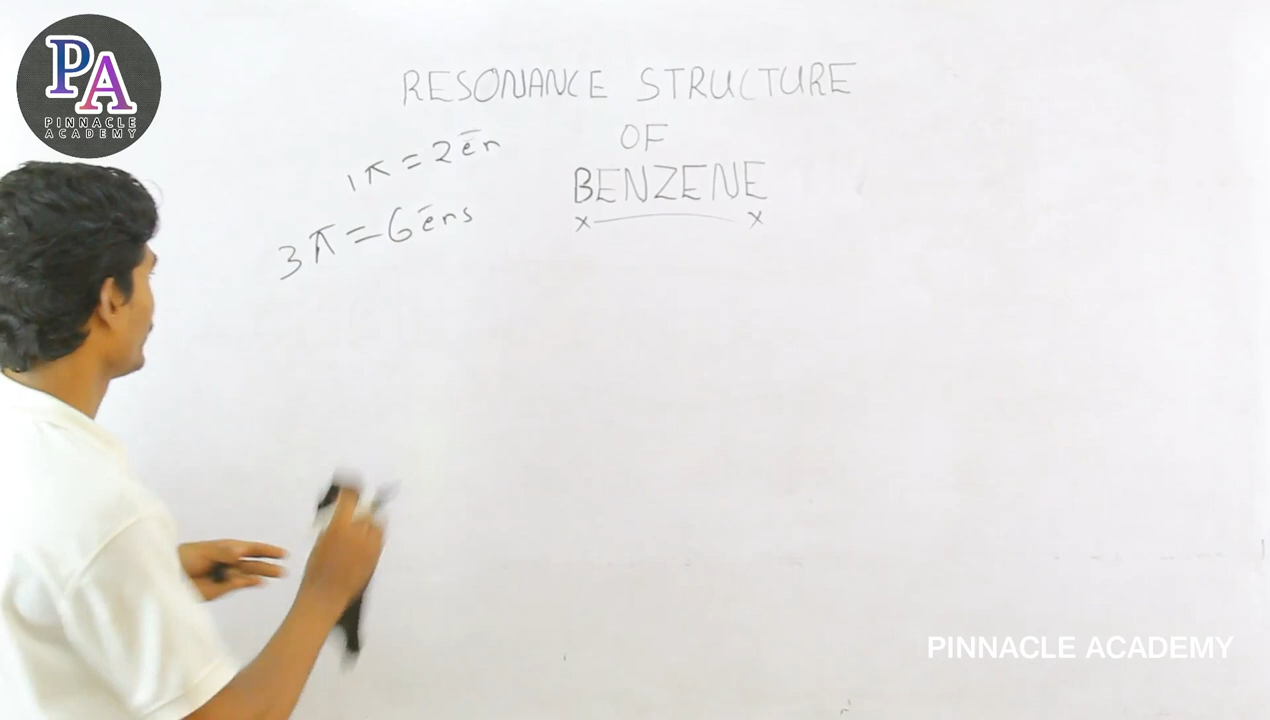 PA
PINNACLE
ACADEMY
RESONANCE STRUCTURE
OF
BENZENE
x x
1π = 2ēn
3π = 6ēns
PINNACLE ACADEMY